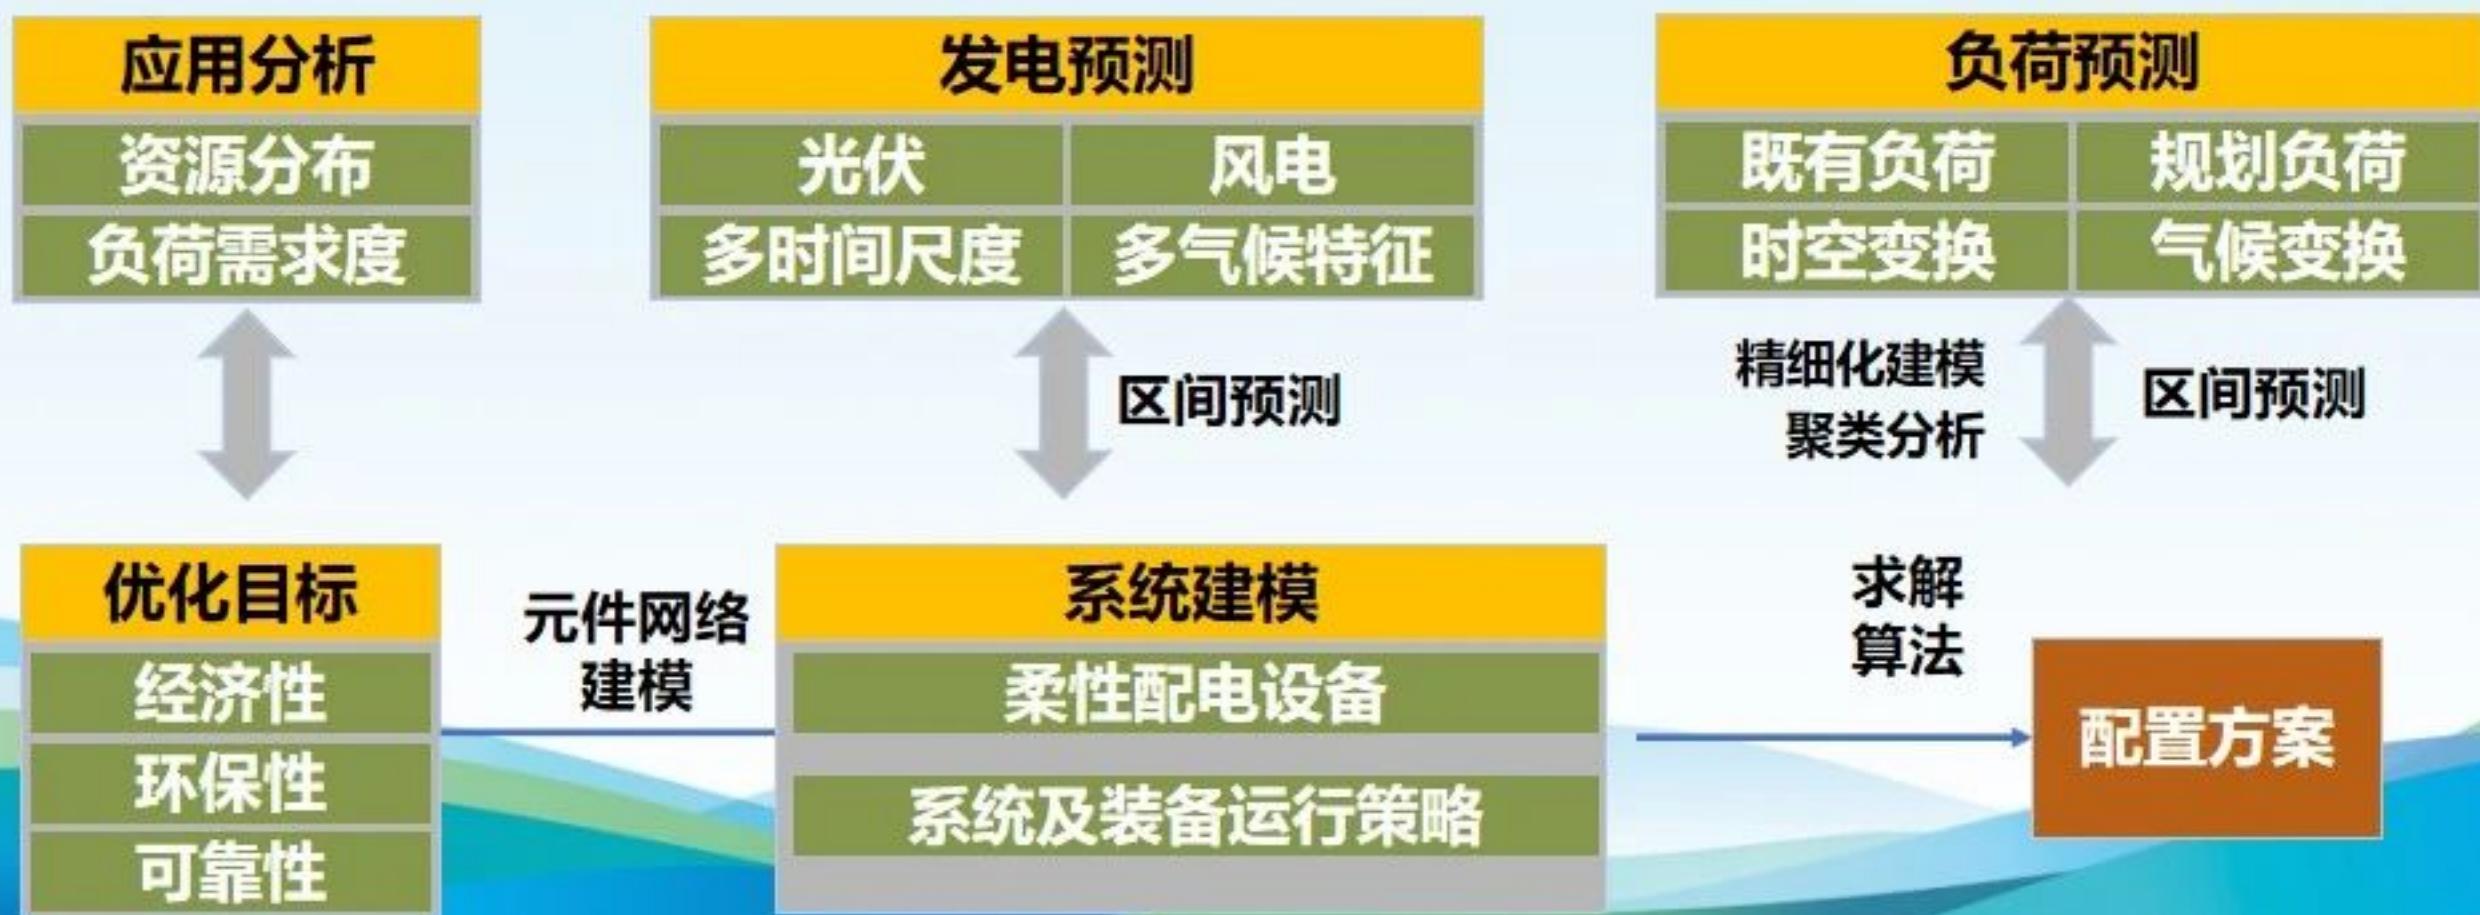 应用分析
资源分布
负荷需求度
发电预测
光伏
风电
多时间尺度
多气候特征
负荷预测
既有负荷
规划负荷
时空变换
气候变换
区间预测
精细化建模
聚类分析
区间预测
优化目标
经济性
环保性
可靠性
元件网络
建模
系统建模
柔性配电设备
系统及装备运行策略
求解
算法
配置方案